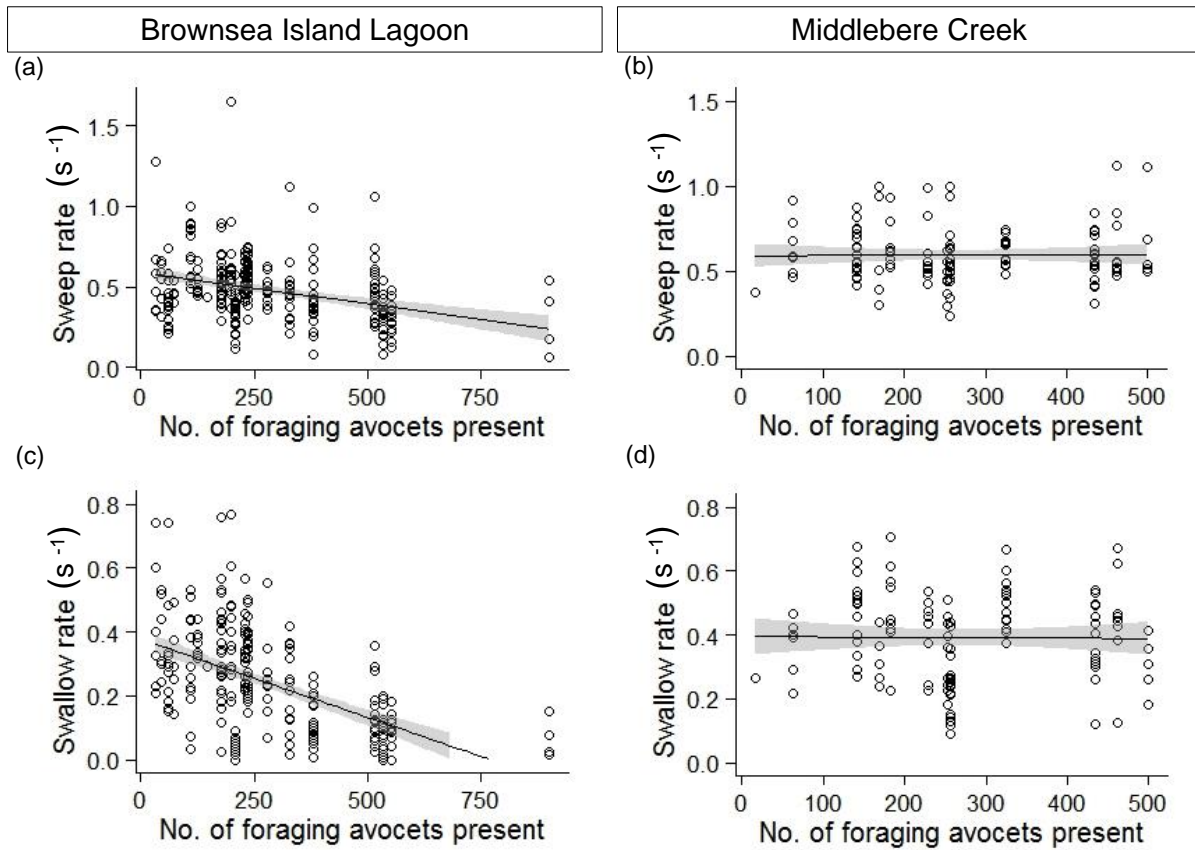 Brownsea Island Lagoon
Middlebere Creek
(a)
Sweep rate (s -1)
1.5
1.0
0.5
0.0
0 250 500 750
No. of foraging avocets present
(b)
Sweep rate (s -1)
1.5
1.0
0.5
0.0
0 100 200 300 400 500
No. of foraging avocets present
(c)
Swallow rate (s -1)
0.8
0.6
0.4
0.2
0.0
0 250 500 750
No. of foraging avocets present
(d)
Swallow rate (s -1)
0.8
0.6
0.4
0.2
0.0
0 100 200 300 400 500
No. of foraging avocets present